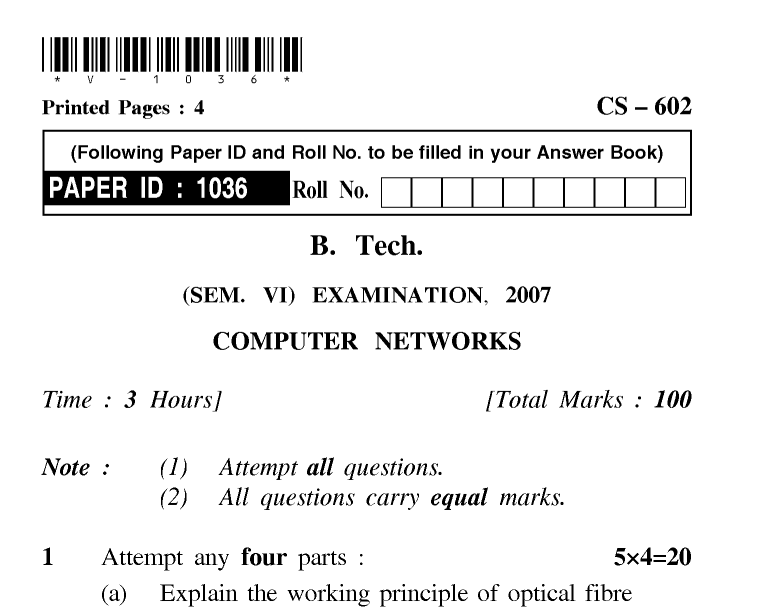 * V - 1 0 3 6 *
Printed Pages : 4 CS – 602
(Following Paper ID and Roll No. to be filled in your Answer Book)
PAPER ID : 1036 Roll No.
B. Tech.
(SEM. VI) EXAMINATION, 2007
COMPUTER NETWORKS
Time : 3 Hours] [Total Marks : 100
Note : (1) Attempt all questions.
(2) All questions carry equal marks.
1 Attempt any four parts : 5×4=20
(a) Explain the working principle of optical fibre